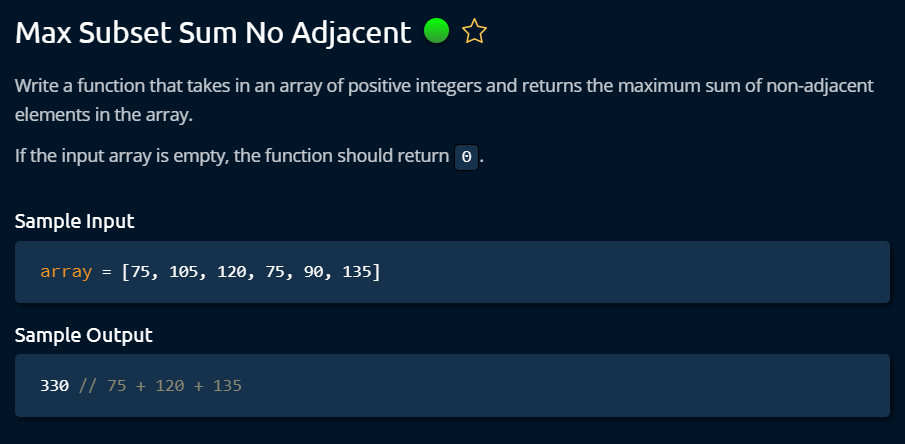 Max Subset Sum No Adjacent
Write a function that takes in an array of positive integers and returns the maximum sum of non-adjacent
elements in the array.
If the input array is empty, the function should return 0.
Sample Input
array = [75, 105, 120, 75, 90, 135]
Sample Output
330 // 75 + 120 + 135